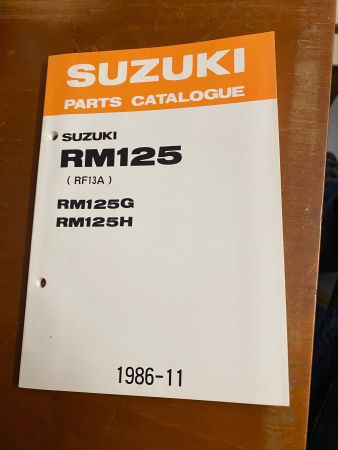 SUZUKI
PARTS CATALOGUE
SUZUKI
RM125
( RF13A )
RM125G
RM125H
1986-11